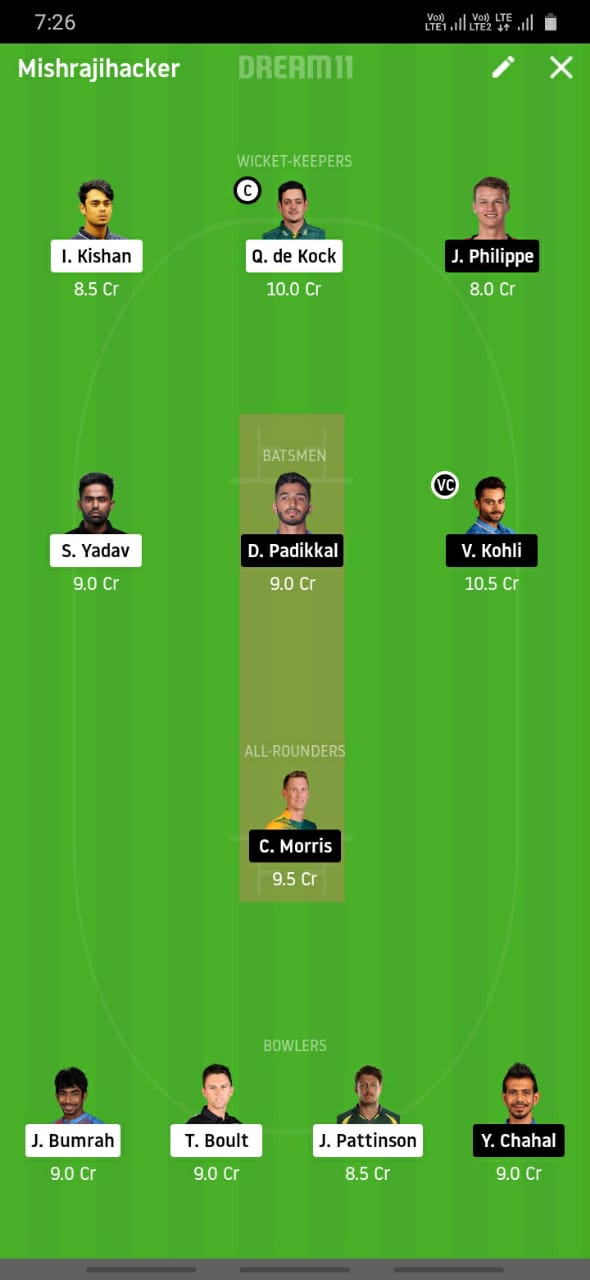 7:26
Vo)) LTE1 Vo)) LTE2 LTE
Mishrajihacker DREAM11
WICKET-KEEPERS
C
I. Kishan Q. de Kock J. Philippe
8.5 Cr 10.0 Cr 8.0 Cr
BATSMEN
VC
S. Yadav D. Padikkal V. Kohli
9.0 Cr 9.0 Cr 10.5 Cr
ALL-ROUNDERS
C. Morris
9.5 Cr
BOWLERS
J. Bumrah T. Boult J. Pattinson Y. Chahal
9.0 Cr 9.0 Cr 8.5 Cr 9.0 Cr